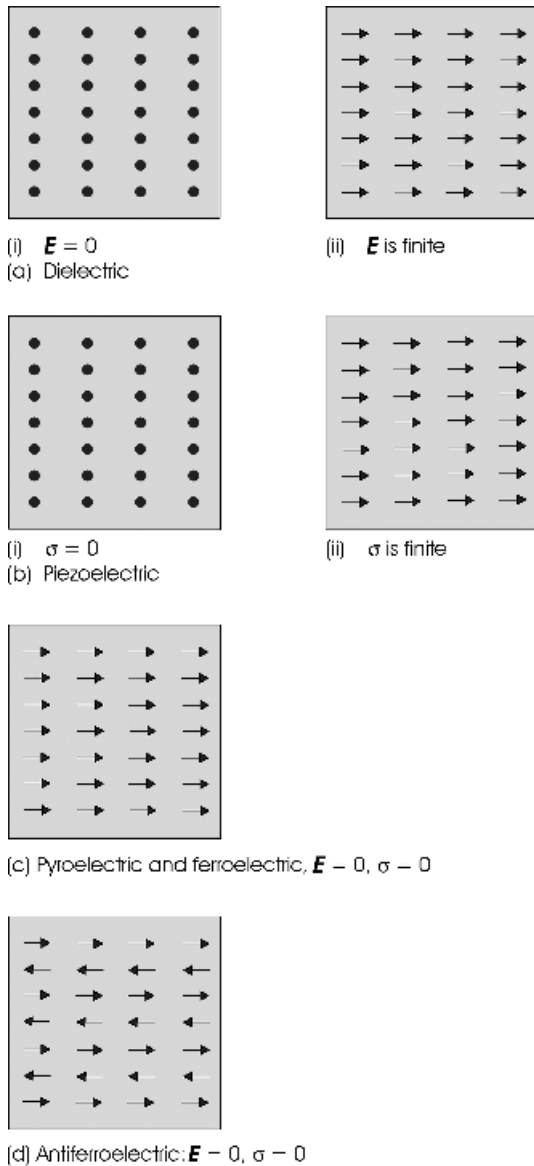 (i) E = 0
(ii) E is finite
(a) Dielectric
(i) σ = 0
(ii) σ is finite
(b) Piezoelectric
(c) Pyroelectric and ferroelectric, E – 0, σ – 0
(d) Antiferroelectric: E – 0, σ – 0